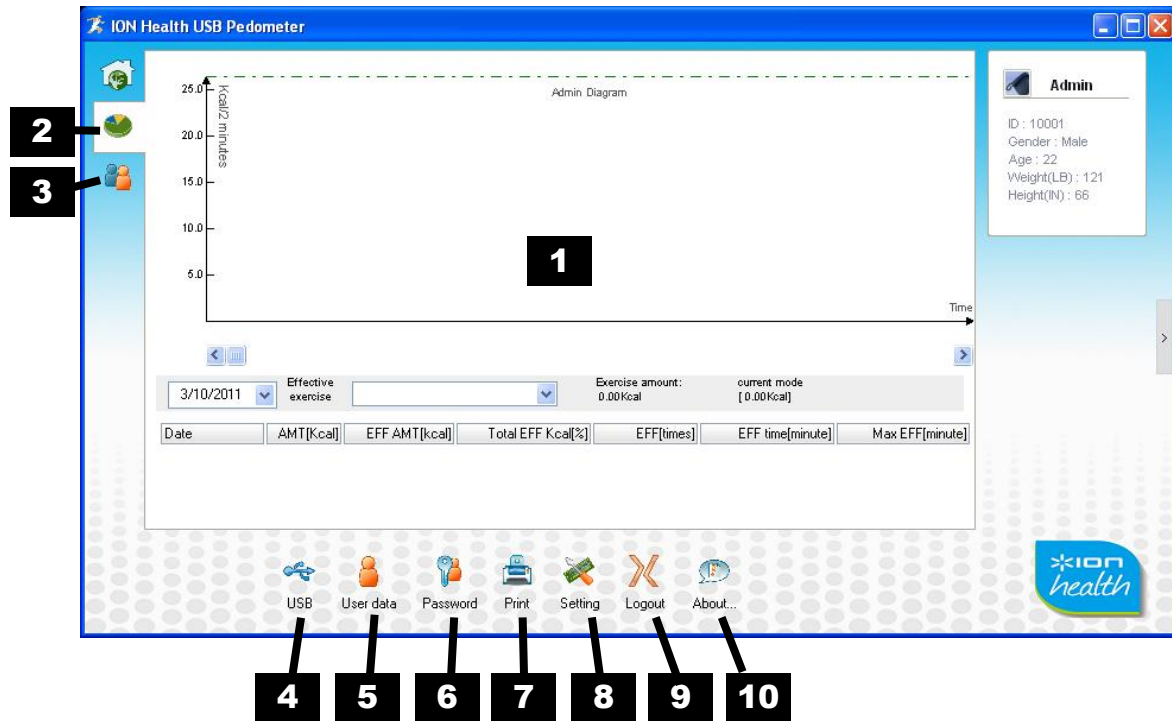 ION Health USB Pedometer
25.0
20.0
15.0
10.0
5.0
Kcal/2 minutes
Admin Diagram
Time
Admin
ID : 10001
Gender : Male
Age : 22
Weight(LB) : 121
Height(IN) : 66
2
3
1
3/10/2011
Effective
exercise
Exercise amount:
0.00Kcal
current mode
[ 0.00Kcal]
Date AMT[Kcal] EFF AMT[kcal] Total EFF Kcal[%] EFF[times] EFF time[minute] Max EFF[minute]
USB User data Password Print Setting Logout About...
ion
health
4 5 6 7 8 9 10